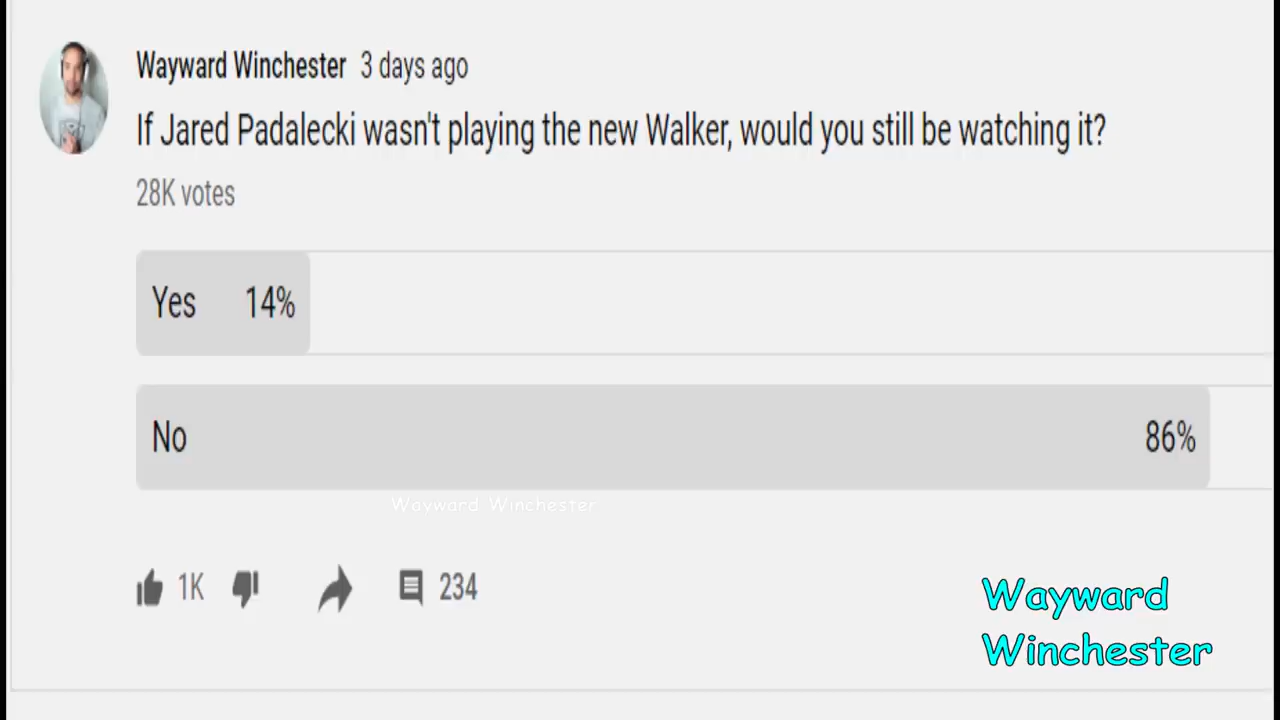 Wayward Winchester 3 days ago
If Jared Padalecki wasn't playing the new Walker, would you still be watching it?
28K votes
Yes 14%
No 86%
Wayward Winchester
1K 234
Wayward
Winchester